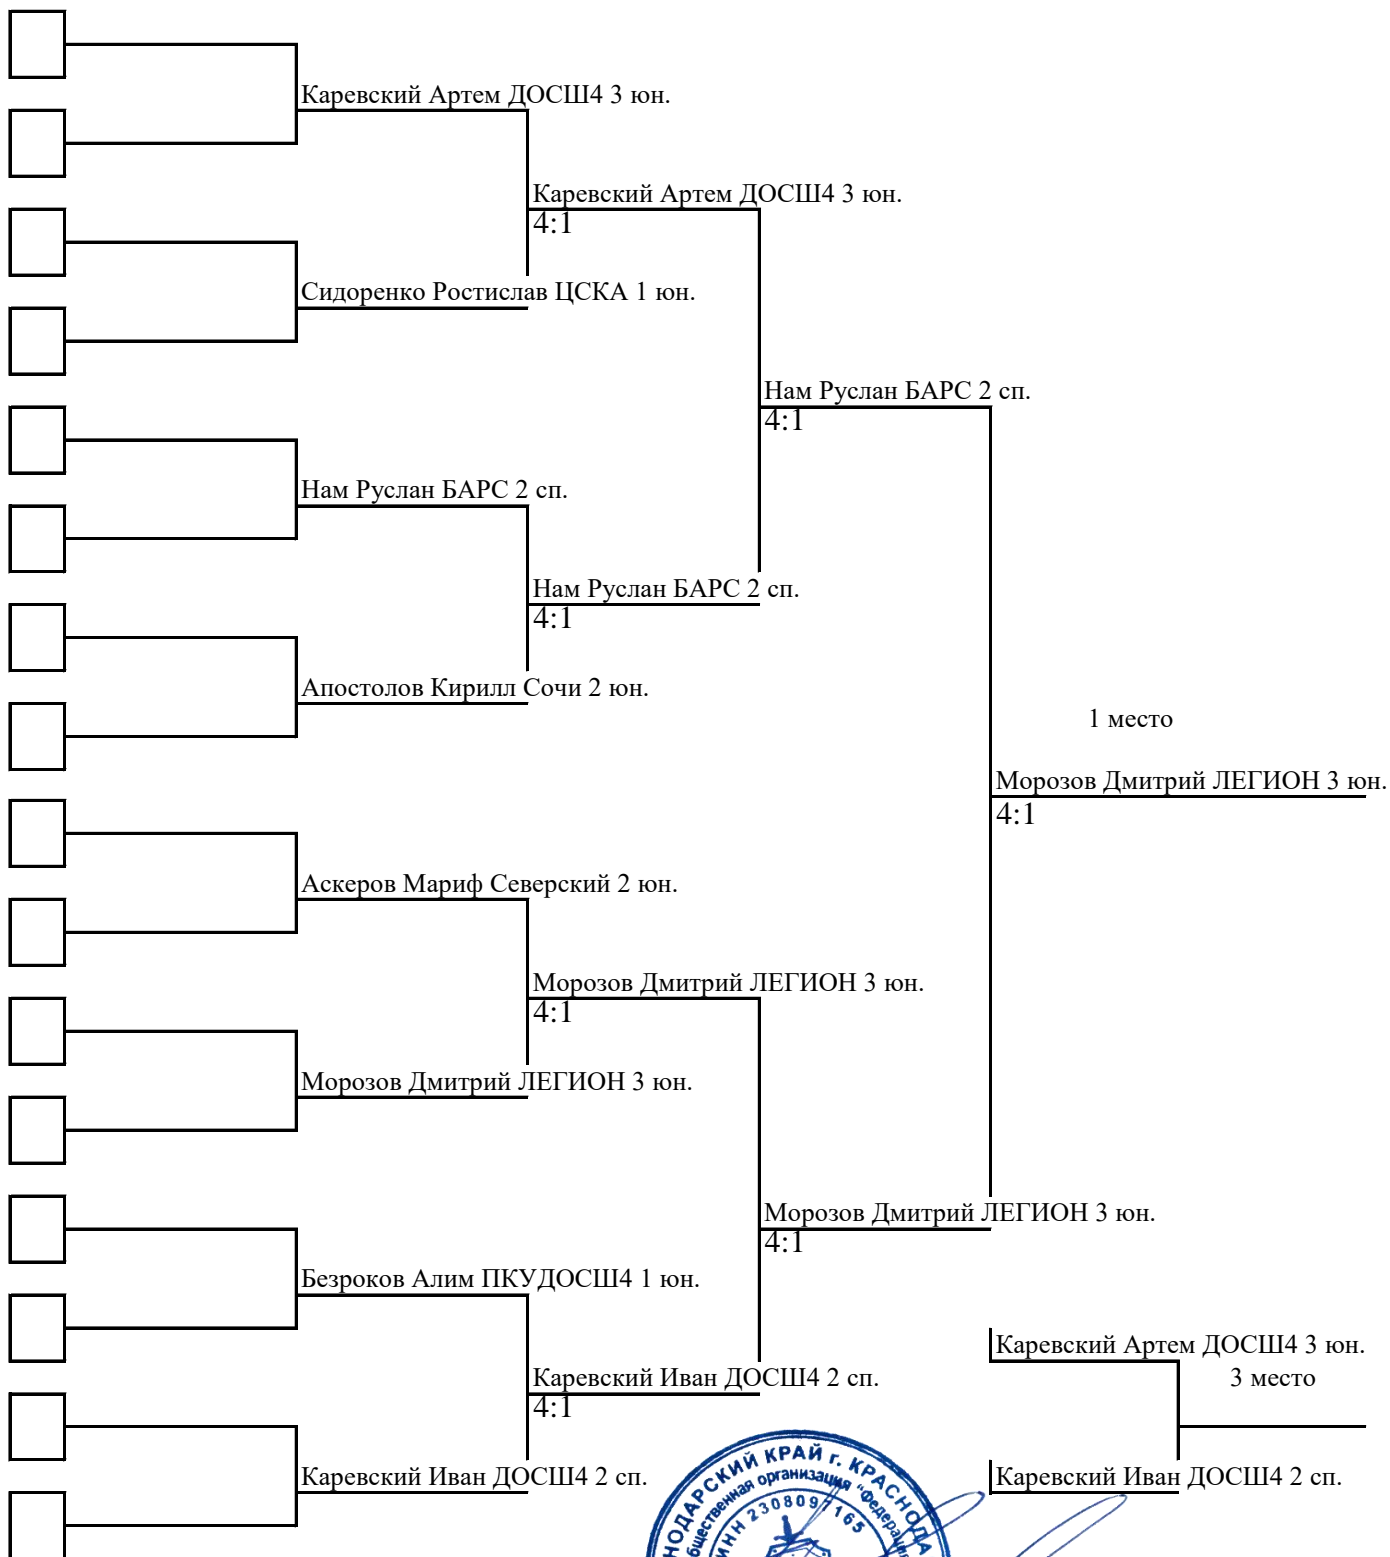 Каревский Артем ДОСШ4 3 юн.
Каревский Артем ДОСШ4 3 юн.
4:1
Сидоренко Ростислав ЦСКА 1 юн.
Нам Руслан БАРС 2 сп.
4:1
Нам Руслан БАРС 2 сп.
Нам Руслан БАРС 2 сп.
4:1
Апостолов Кирилл Сочи 2 юн.
1 место
Морозов Дмитрий ЛЕГИОН 3 юн.
4:1
Аскеров Мариф Северский 2 юн.
Морозов Дмитрий ЛЕГИОН 3 юн.
4:1
Морозов Дмитрий ЛЕГИОН 3 юн.
Морозов Дмитрий ЛЕГИОН 3 юн.
4:1
Безроков Алим ПКУДОСШ4 1 юн.
Каревский Артем ДОСШ4 3 юн.
3 место
Каревский Иван ДОСШ4 2 сп.
4:1
Каревский Иван ДОСШ4 2 сп.
Каревский Иван ДОСШ4 2 сп.
КРАЙ г.
организация
ИНН 2308097165